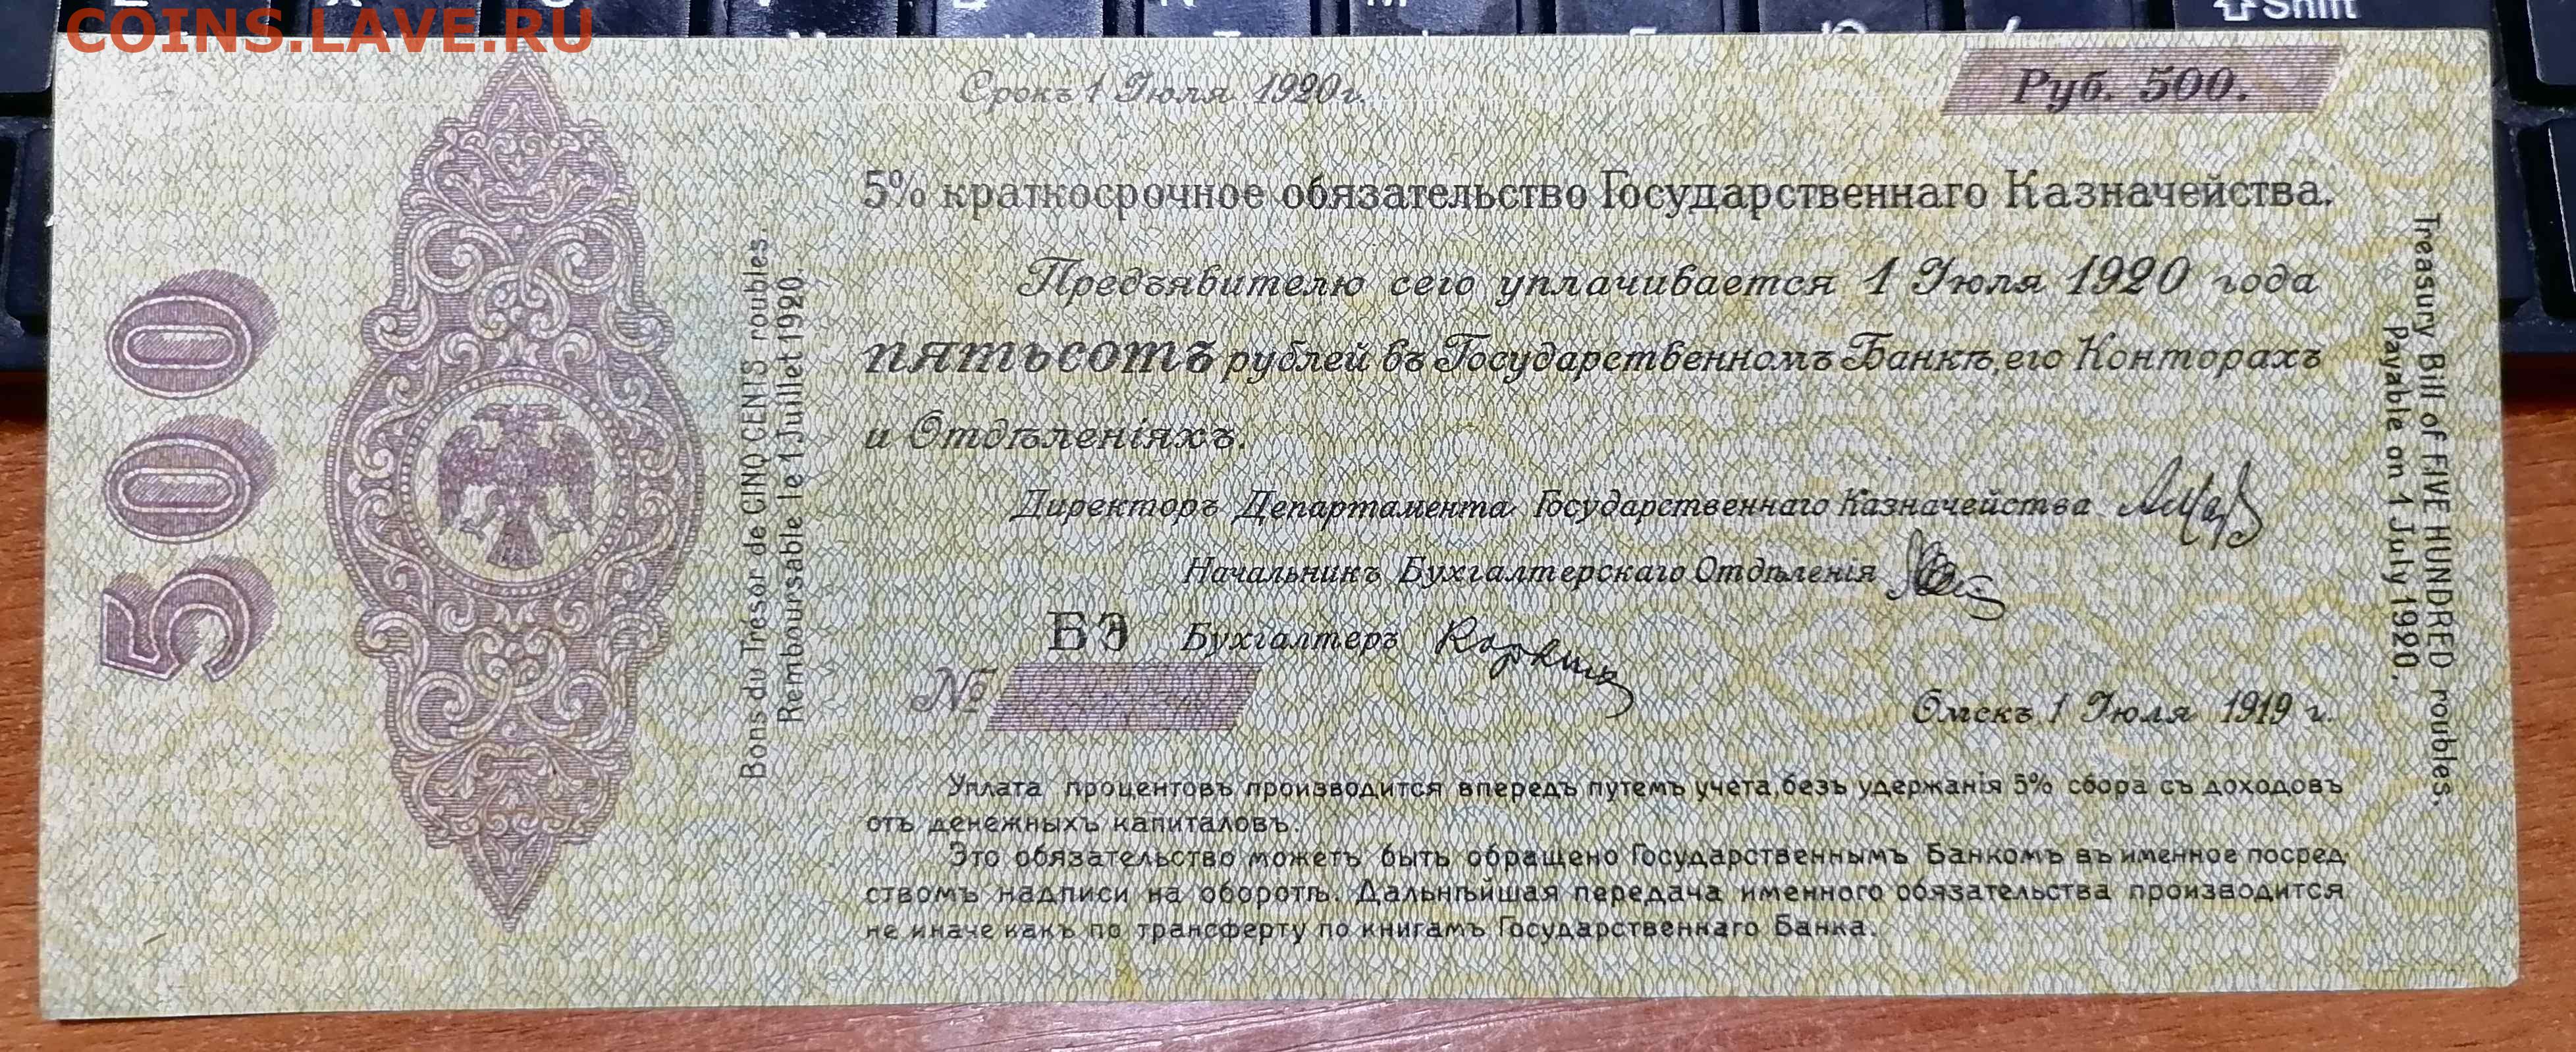 COINS.LAVE.RU
Shift
Срокъ 1 Июля 1920 г.
Руб. 500.
5% краткосрочное обязательство Государственнаго Казначейства.
Предъявителю сего уплачивается 1 Июля 1920 года
пятьсотъ рублей въ Государственномъ Банкѣ, его Конторахъ
и Отдѣленіяхъ.
Директоръ Департамента Государственнаго Казначейства
Начальникъ Бухгалтерскаго Отдѣленія
БЭ Бухгалтеръ
№
Омскъ 1 Июля 1919 г.
Уплата процентовъ производится впередъ путемъ учета, безъ удержанія 5% сбора съ доходовъ
отъ денежныхъ капиталовъ.
Это обязательство можетъ быть обращено Государственнымъ Банкомъ въ именное посред
ствомъ надписи на оборотѣ. Дальнѣйшая передача именного обязательства производится
не иначе какъ по трансферту по книгамъ Государственнаго Банка.
500
Bons du Trésor de CINQ CENTS roubles.
Remboursable le 1 Juillet 1920.
Treasury Bill of FIVE HUNDRED roubles.
Payable on 1 July 1920.